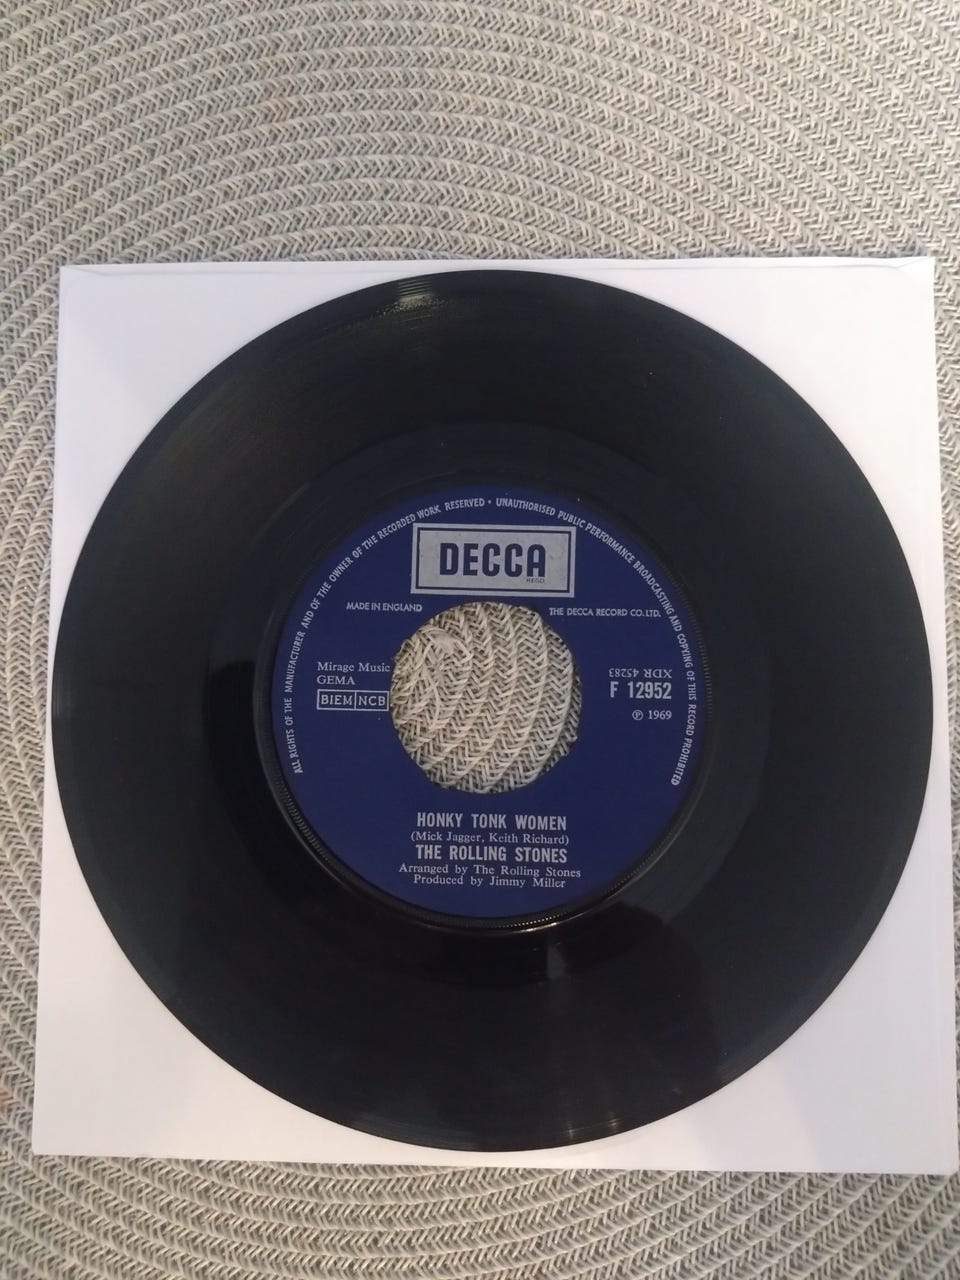 ALL RIGHTS OF THE MANUFACTURER AND OF THE OWNER OF THE RECORDED WORK RESERVED • UNAUTHORISED PUBLIC PERFORMANCE BROADCASTING AND COPYING OF THIS RECORD PROHIBITED
DECCA
REGD.
MADE IN ENGLAND
THE DECCA RECORD CO. LTD.
Mirage Music
GEMA
BIEM NCB
XDR 45283
F 12952
℗ 1969
HONKY TONK WOMEN
(Mick Jagger, Keith Richard)
THE ROLLING STONES
Arranged by The Rolling Stones
Produced by Jimmy Miller